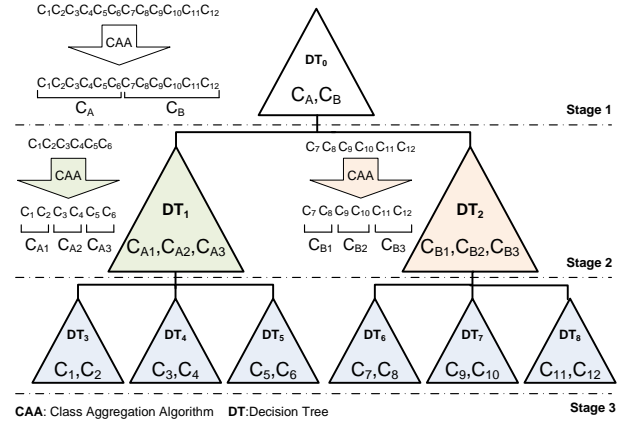 C1C2C3C4C5C6C7C8C9C10C11C12
CAA
C1C2C3C4C5C6C7C8C9C10C11C12
CA CB
DT0
CA,CB
Stage 1
C1C2C3C4C5C6
CAA
C1 C2 C3 C4 C5 C6
CA1 CA2 CA3
DT1
CA1,CA2,CA3
C7 C8 C9 C10 C11 C12
CAA
C7 C8 C9 C10 C11 C12
CB1 CB2 CB3
DT2
CB1,CB2,CB3
Stage 2
DT3
C1,C2
DT4
C3,C4
DT5
C5,C6
DT6
C7,C8
DT7
C9,C10
DT8
C11,C12
Stage 3
CAA: Class Aggregation Algorithm DT:Decision Tree